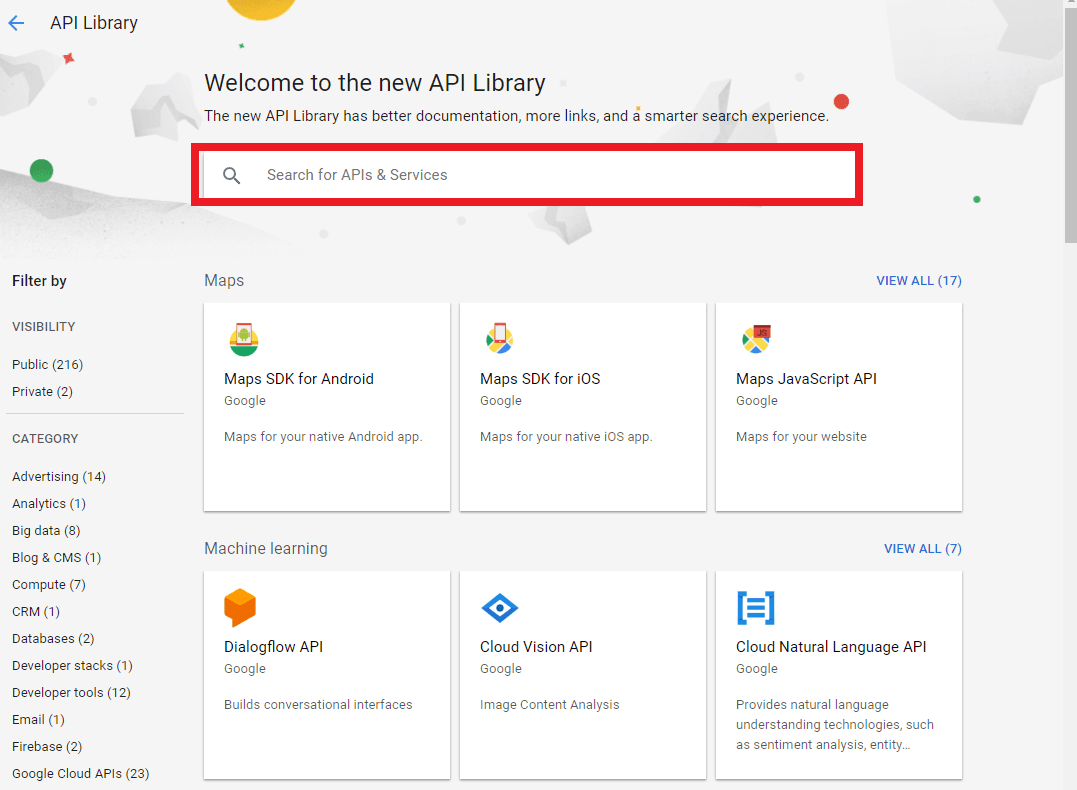 API Library
Welcome to the new API Library
The new API Library has better documentation, more links, and a smarter search experience.
Search for APIs & Services
Filter by
VISIBILITY
Public (216)
Private (2)
CATEGORY
Advertising (14)
Analytics (1)
Big data (8)
Blog & CMS (1)
Compute (7)
CRM (1)
Databases (2)
Developer stacks (1)
Developer tools (12)
Email (1)
Firebase (2)
Google Cloud APIs (23)
Maps
VIEW ALL (17)
Maps SDK for Android
Google
Maps for your native Android app.
Maps SDK for iOS
Google
Maps for your native iOS app.
JS
Maps JavaScript API
Google
Maps for your website
Machine learning
VIEW ALL (7)
Dialogflow API
Google
Builds conversational interfaces
Cloud Vision API
Google
Image Content Analysis
Cloud Natural Language API
Google
Provides natural language
understanding technologies, such
as sentiment analysis, entity...